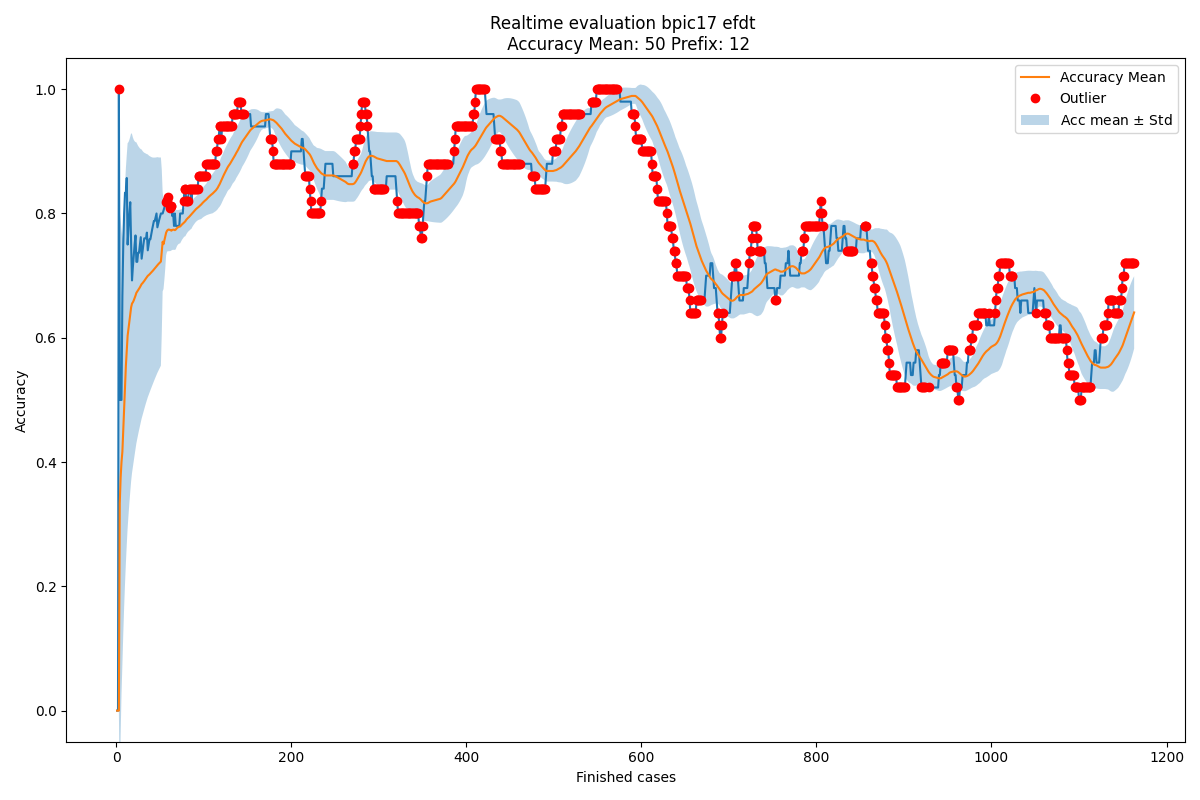 Realtime evaluation bpic17 efdt
Accuracy Mean: 50 Prefix: 12
Accuracy Mean
Outlier
Acc mean ± Std
1.0
0.8
0.6
0.4
0.2
0.0
Accuracy
0 200 400 600 800 1000 1200
Finished cases